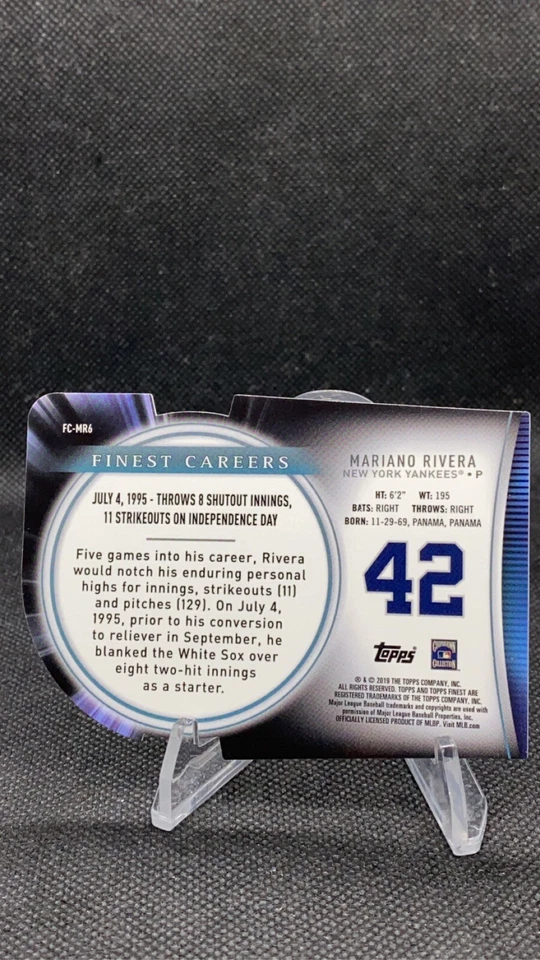 FC-MR6
FINEST CAREERS
JULY 4, 1995 - THROWS 8 SHUTOUT INNINGS,
11 STRIKEOUTS ON INDEPENDENCE DAY
Five games into his career, Rivera
would notch his enduring personal
highs for innings, strikeouts (11)
and pitches (129). On July 4,
1995, prior to his conversion
to reliever in September, he
blanked the White Sox over
eight two-hit innings
as a starter.
MARIANO RIVERA
NEW YORK YANKEES® • P
HT: 6'2" WT: 195
BATS: RIGHT THROWS: RIGHT
BORN: 11-29-69, PANAMA, PANAMA
42
Topps
COOPERSTOWN
COLLECTION
® & © 2019 THE TOPPS COMPANY, INC.
ALL RIGHTS RESERVED. TOPPS AND TOPPS FINEST ARE
REGISTERED TRADEMARKS OF THE TOPPS COMPANY, INC.
Major League Baseball trademarks and copyrights are used with
permission of Major League Baseball Properties, Inc.
OFFICIALLY LICENSED PRODUCT OF MLBP. Visit MLB.com